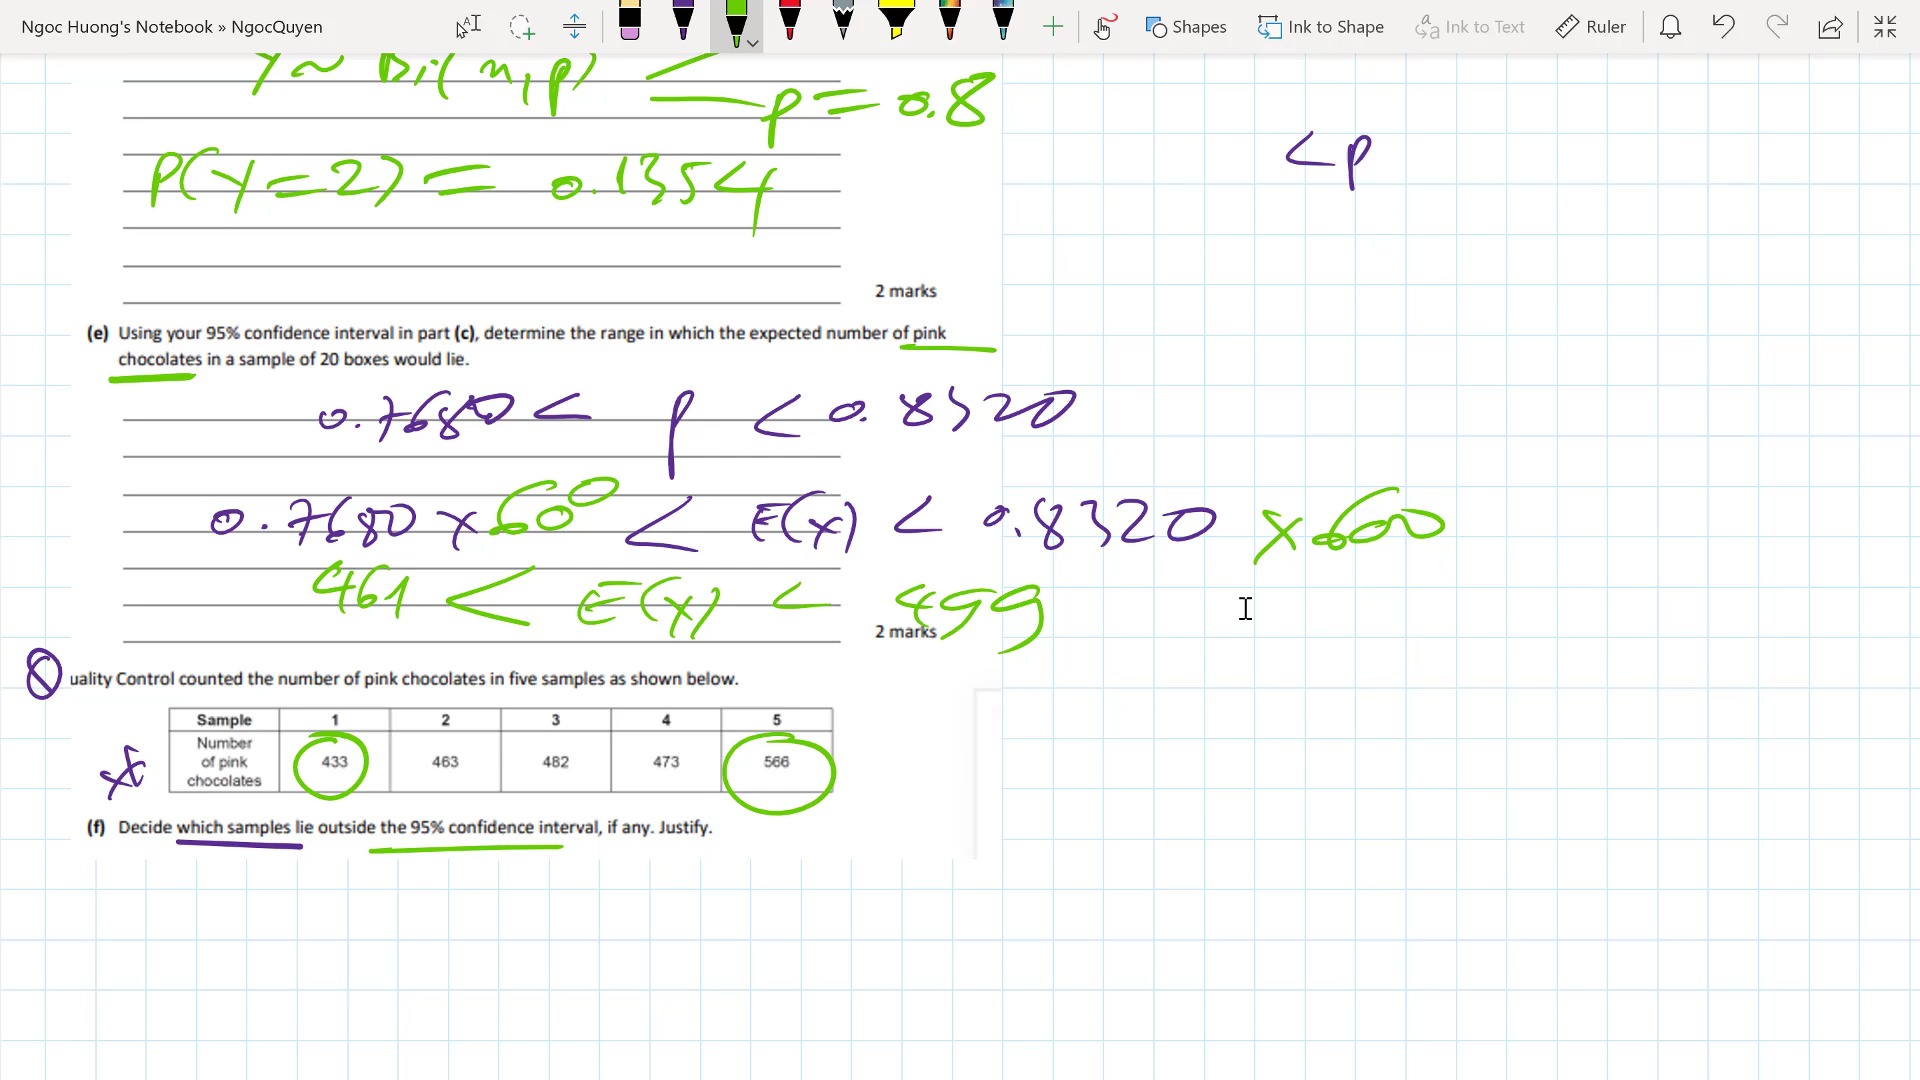 Ngoc Huong's Notebook » NgocQuyen
Shapes
Ink to Shape
Ink to Text
Ruler
Y ~ Bi(n,p)
p = 0.8
< p
P(Y=2) = 0.1354
2 marks
(e) Using your 95% confidence interval in part (c), determine the range in which the expected number of pink
chocolates in a sample of 20 boxes would lie.
0.7680 < p < 0.8320
0.7680 x 600 < E(x) < 0.8320 x 600
461 < E(x) < 499
2 marks
Quality Control counted the number of pink chocolates in five samples as shown below.
Sample 1 2 3 4 5
Number of pink chocolates 433 463 482 473 566
(f) Decide which samples lie outside the 95% confidence interval, if any. Justify.